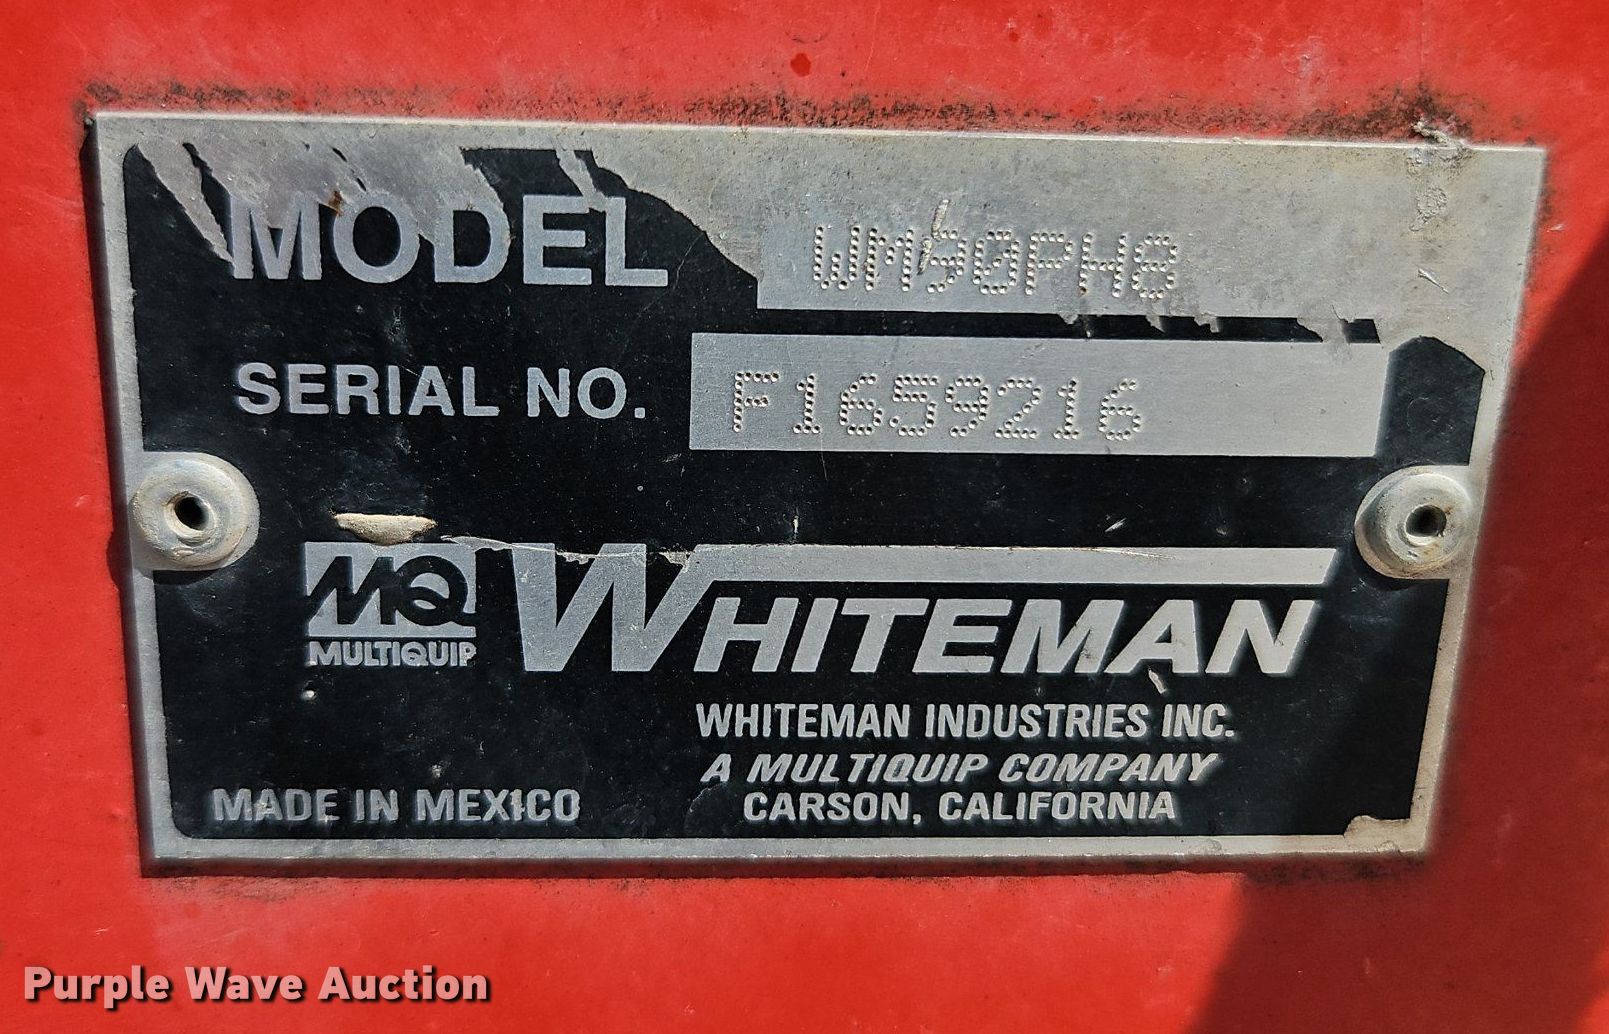 MODEL WM90PH8
SERIAL NO. F1659216
MQ
MULTIQUIP
WHITEMAN
WHITEMAN INDUSTRIES INC.
A MULTIQUIP COMPANY
MADE IN MEXICO
CARSON, CALIFORNIA
Purple Wave Auction